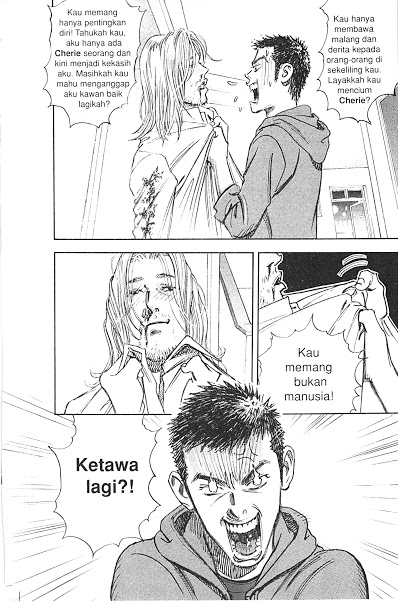 Kau hanya
membawa
malang dan
derita kepada
orang-orang di
sekeliling kau.
Layakkah kau
mencium
Cherie?
Kau memang
hanya pentingkan
diri! Tahukah kau,
aku hanya ada
Cherie seorang dan
kini menjadi kekasih
aku. Masihkah kau
mahu menganggap
aku kawan baik
lagikah?
Kau
memang
bukan
manusia!
Ketawa
lagi?!